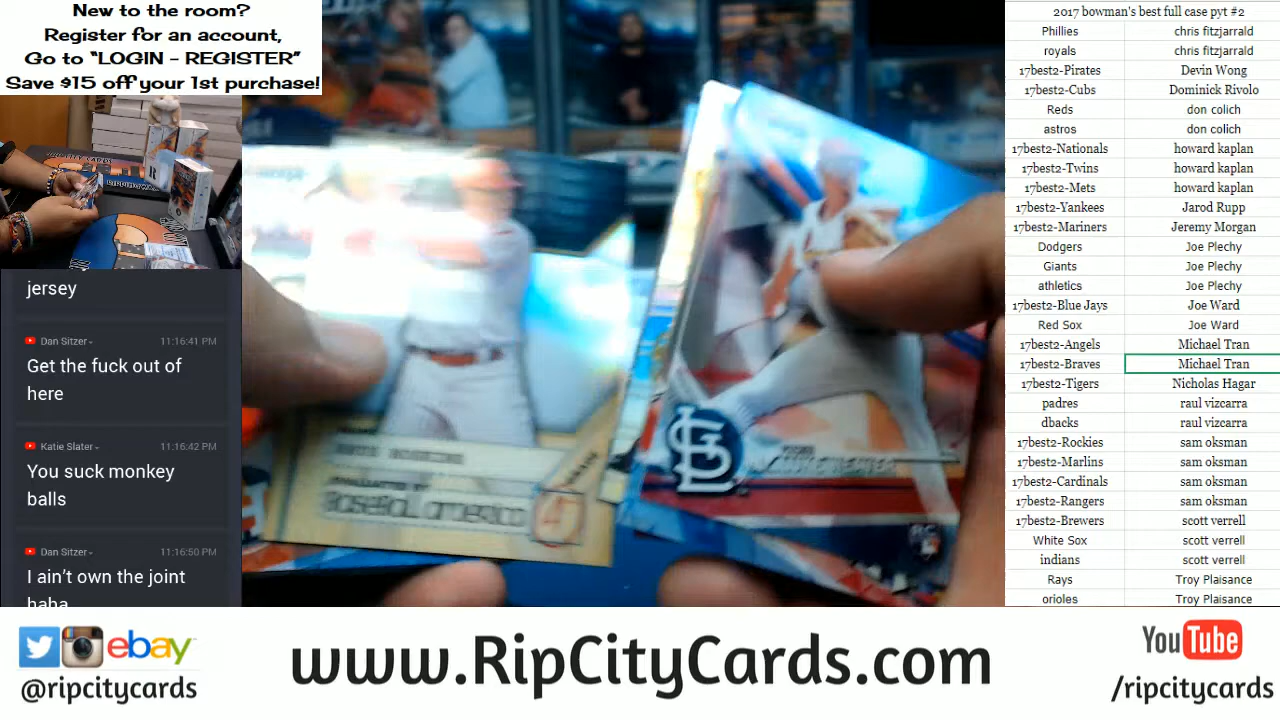 New to the room?
Register for an account,
Go to "LOGIN - REGISTER"
Save $15 off your 1st purchase!
jersey
Dan Sitzer 11:16:41 PM
Get the fuck out of
here
Katie Slater 11:16:42 PM
You suck monkey
balls
Dan Sitzer 11:16:50 PM
I ain't own the joint
haha
BaseBall america
2017 bowman's best full case pyt #2
Phillies chris fitzjarrald
royals chris fitzjarrald
17best2-Pirates Devin Wong
17best2-Cubs Dominick Rivolo
Reds don colich
astros don colich
17best2-Nationals howard kaplan
17best2-Twins howard kaplan
17best2-Mets howard kaplan
17best2-Yankees Jarod Rupp
17best2-Mariners Jeremy Morgan
Dodgers Joe Plechy
Giants Joe Plechy
athletics Joe Plechy
17best2-Blue Jays Joe Ward
Red Sox Joe Ward
17best2-Angels Michael Tran
17best2-Braves Michael Tran
17best2-Tigers Nicholas Hagar
padres raul vizcarra
dbacks raul vizcarra
17best2-Rockies sam oksman
17best2-Marlins sam oksman
17best2-Cardinals sam oksman
17best2-Rangers sam oksman
17best2-Brewers scott verrell
White Sox scott verrell
indians scott verrell
Rays Troy Plaisance
orioles Troy Plaisance
ebay
@ripcitycards
www.RipCityCards.com
YouTube
/ripcitycards